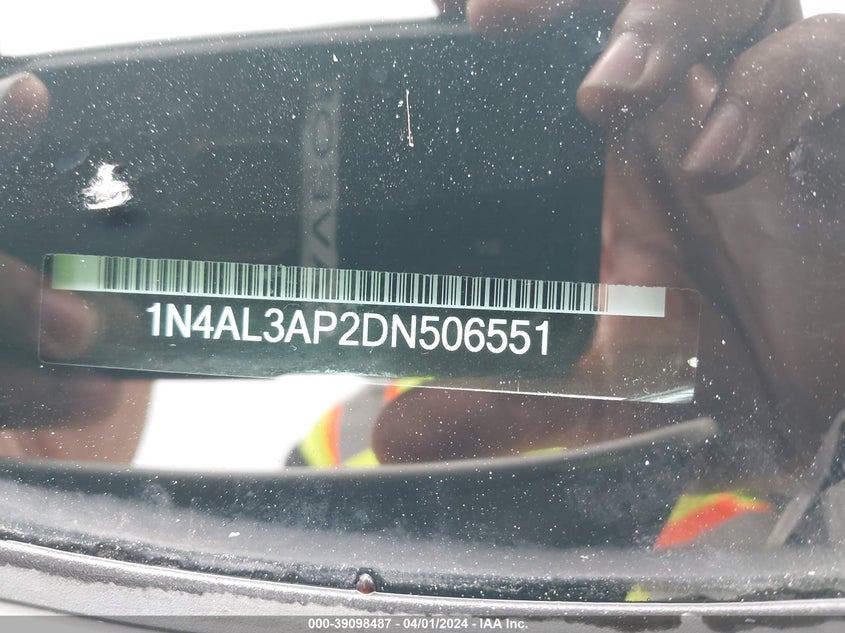 1N4AL3AP2DN506551
000-39098487 - 04/01/2024 - IAA Inc.